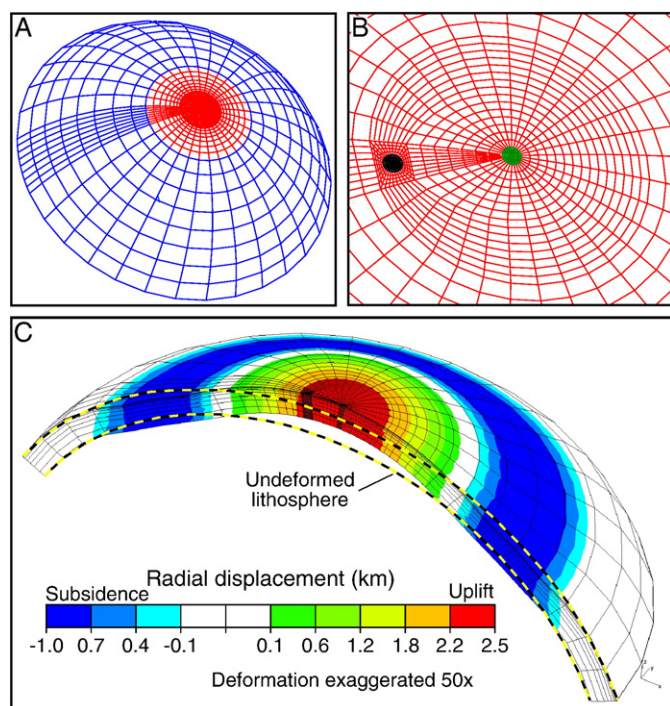 A
B
C
Undeformed
lithosphere
Radial displacement (km)
Subsidence
Uplift
-1.0 0.7 0.4 -0.1 0.1 0.6 1.2 1.8 2.2 2.5
Deformation exaggerated 50x
z
y
x